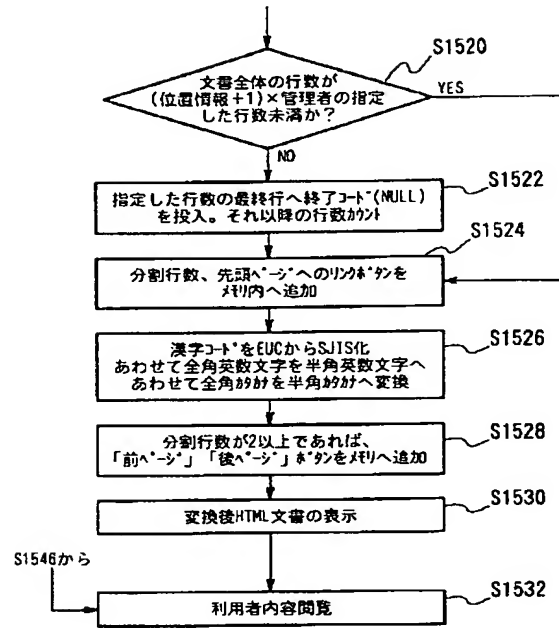 S1520
文書全体の行数が
(位置情報+1)×管理者の指定
した行数未満か?
YES
NO
S1522
指定した行数の最終行へ終了ｺｰﾄﾞ(NULL)
を投入。それ以降の行数ｶｳﾝﾄ
S1524
分割行数、先頭ﾍﾟｰｼﾞへのﾘﾝｸﾎﾞﾀﾝを
ﾒﾓﾘ内へ追加
S1526
漢字ｺｰﾄﾞをEUCからSJIS化
あわせて全角英数文字を半角英数文字へ
あわせて全角ｶﾀｶﾅを半角ｶﾀｶﾅへ変換
S1528
分割行数が2以上であれば、
「前ﾍﾟｰｼﾞ」「後ﾍﾟｰｼﾞ」ﾎﾞﾀﾝをﾒﾓﾘへ追加
S1530
変換後HTML文書の表示
S1546から
S1532
利用者内容閲覧